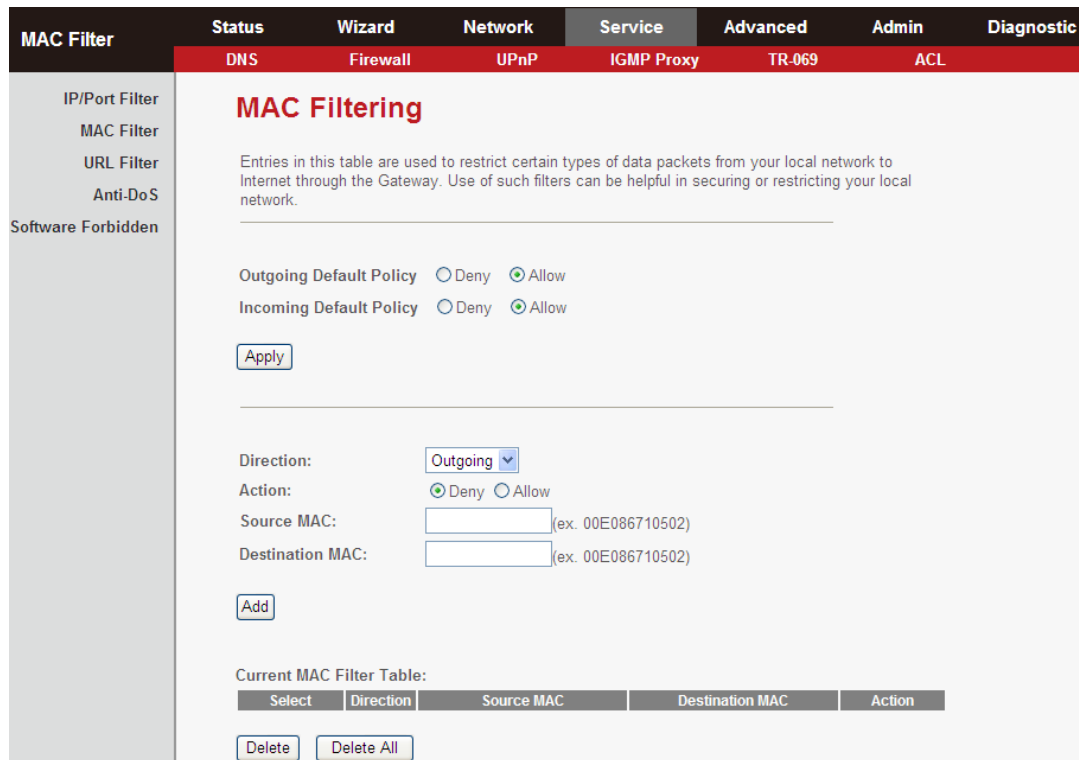 MAC Filter
Status Wizard Network Service Advanced Admin Diagnostic
DNS Firewall UPnP IGMP Proxy TR-069 ACL
IP/Port Filter
MAC Filter
URL Filter
Anti-DoS
Software Forbidden
MAC Filtering
Entries in this table are used to restrict certain types of data packets from your local network to
Internet through the Gateway. Use of such filters can be helpful in securing or restricting your local
network.
Outgoing Default Policy Deny Allow
Incoming Default Policy Deny Allow
Apply
Direction: Outgoing
Action: Deny Allow
Source MAC: (ex. 00E086710502)
Destination MAC: (ex. 00E086710502)
Add
Current MAC Filter Table:
Select Direction Source MAC Destination MAC Action
Delete Delete All